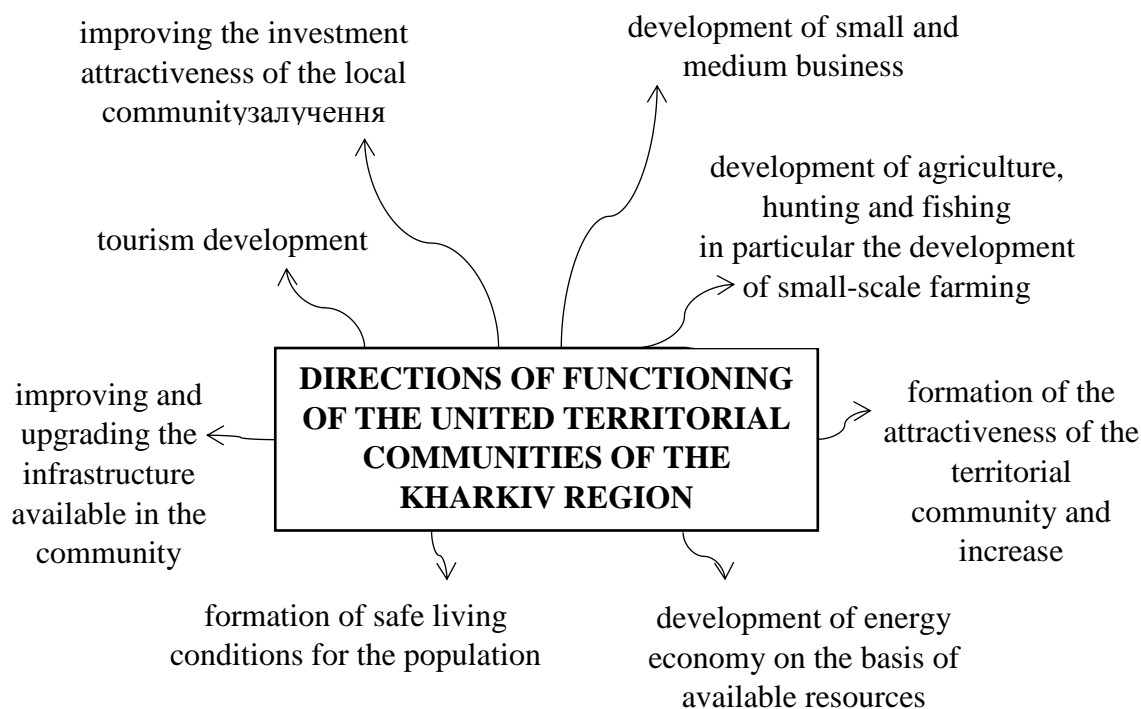 improving the investment
attractiveness of the local
communityзалучення
development of small and
medium business
tourism development
development of agriculture,
hunting and fishing
in particular the development
of small-scale farming
DIRECTIONS OF FUNCTIONING
OF THE UNITED TERRITORIAL
COMMUNITIES OF THE
KHARKIV REGION
improving and
upgrading the
infrastructure
available in the
community
formation of the
attractiveness of the
territorial
community and
increase
formation of safe living
conditions for the population
development of energy
economy on the basis of
available resources